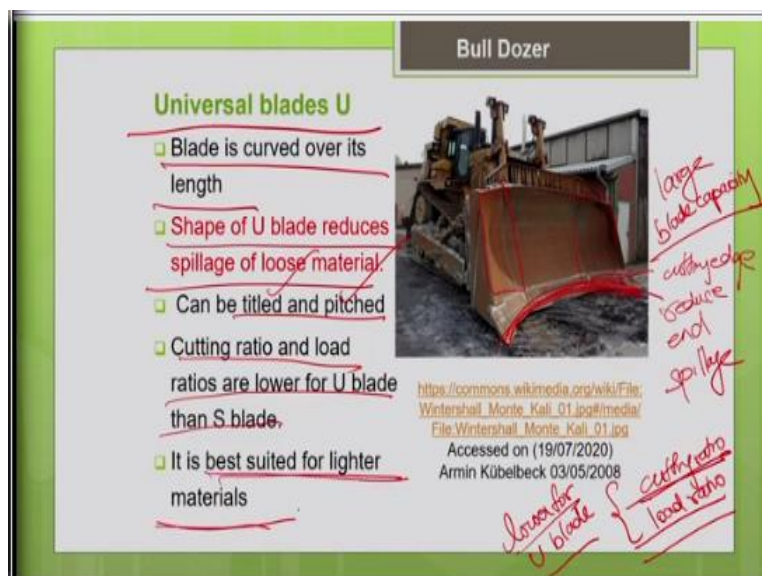 Bull Dozer
Universal blades U
Blade is curved over its
length
Shape of U blade reduces
spillage of loose material.
Can be titled and pitched
Cutting ratio and load
ratios are lower for U blade
than S blade.
It is best suited for lighter
materials
large
blade capacity
cutting edge
reduce
end
spillage
https://commons.wikimedia.org/wiki/File:
Wintershall_Monte_Kali_01.jpg#/media/
File:Wintershall_Monte_Kali_01.jpg
Accessed on (19/07/2020)
Armin Kübelbeck 03/05/2008
lower for
U blade
cutting ratio
load ratio